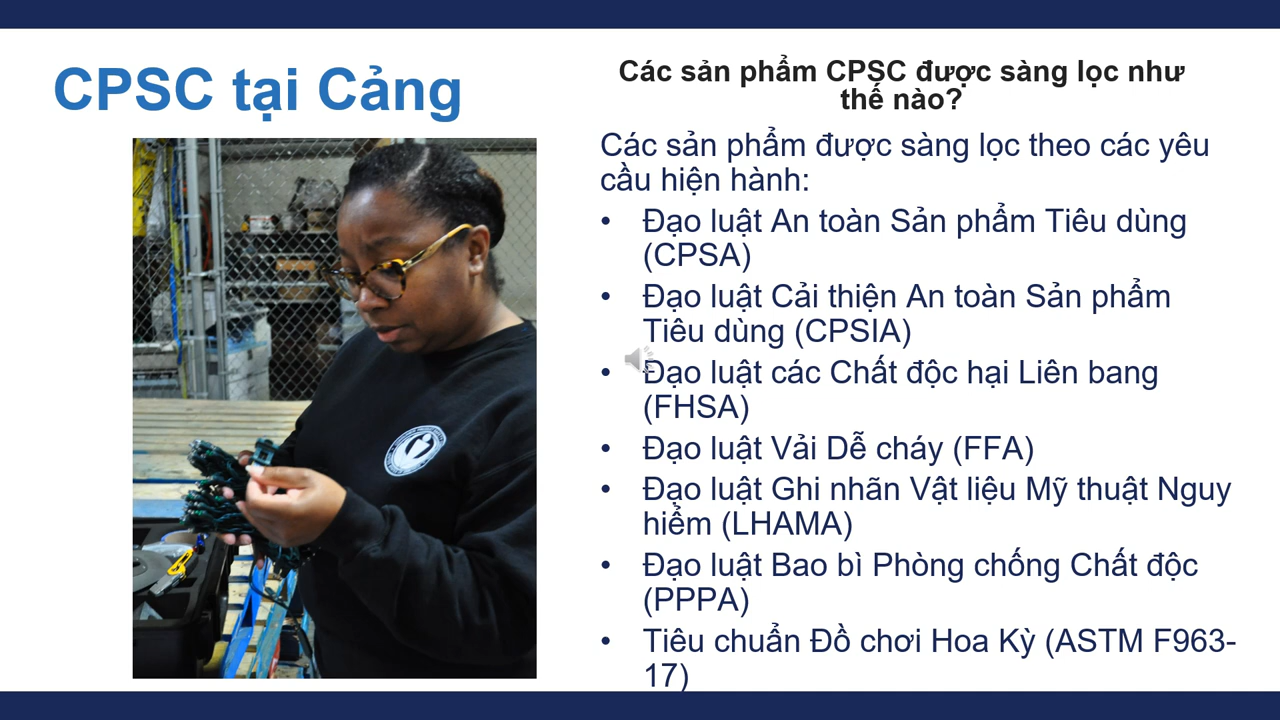 CPSC tại Cảng
Các sản phẩm CPSC được sàng lọc như
thế nào?
Các sản phẩm được sàng lọc theo các yêu
cầu hiện hành:
• Đạo luật An toàn Sản phẩm Tiêu dùng
(CPSA)
• Đạo luật Cải thiện An toàn Sản phẩm
Tiêu dùng (CPSIA)
• Đạo luật các Chất độc hại Liên bang
(FHSA)
• Đạo luật Vải Dễ cháy (FFA)
• Đạo luật Ghi nhãn Vật liệu Mỹ thuật Nguy
hiểm (LHAMA)
• Đạo luật Bao bì Phòng chống Chất độc
(PPPA)
• Tiêu chuẩn Đồ chơi Hoa Kỳ (ASTM F963-
17)